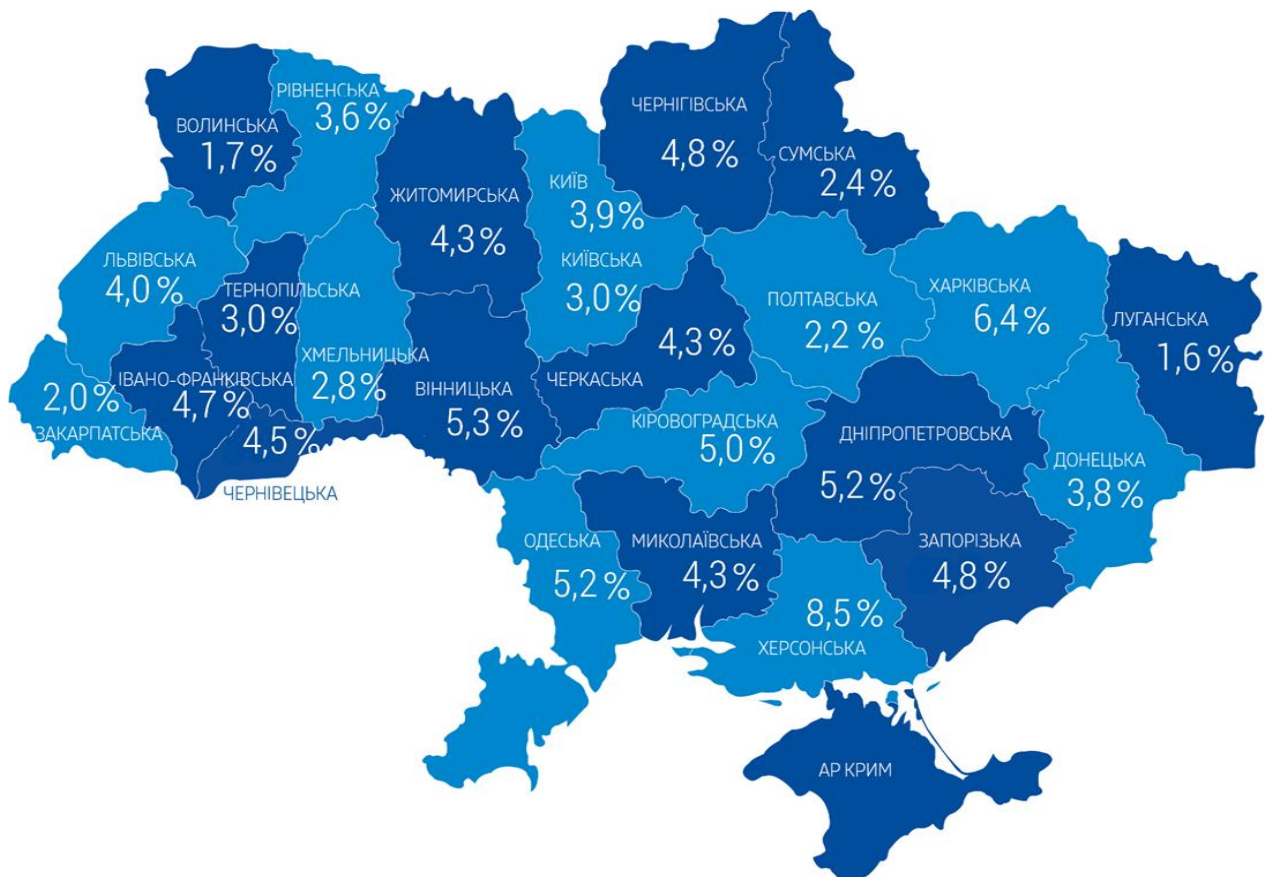 РІВНЕНСЬКА
3,6%
ВОЛИНСЬКА
1,7%
ЧЕРНІГІВСЬКА
4,8%
СУМСЬКА
2,4%
ЖИТОМИРСЬКА
4,3%
КИЇВ
3,9%
КИЇВСЬКА
3,0%
ЛЬВІВСЬКА
4,0%
ТЕРНОПІЛЬСЬКА
3,0%
ХМЕЛЬНИЦЬКА
2,8%
ПОЛТАВСЬКА
2,2%
ХАРКІВСЬКА
6,4%
ЛУГАНСЬКА
1,6%
4,3%
ЧЕРКАСЬКА
ВІННИЦЬКА
5,3%
ІВАНО-ФРАНКІВСЬКА
4,7%
2,0%
ЗАКАРПАТСЬКА
4,5%
ЧЕРНІВЕЦЬКА
КІРОВОГРАДСЬКА
5,0%
ДНІПРОПЕТРОВСЬКА
5,2%
ДОНЕЦЬКА
3,8%
ОДЕСЬКА
5,2%
МИКОЛАЇВСЬКА
4,3%
ЗАПОРІЗЬКА
4,8%
8,5%
ХЕРСОНСЬКА
АР КРИМ